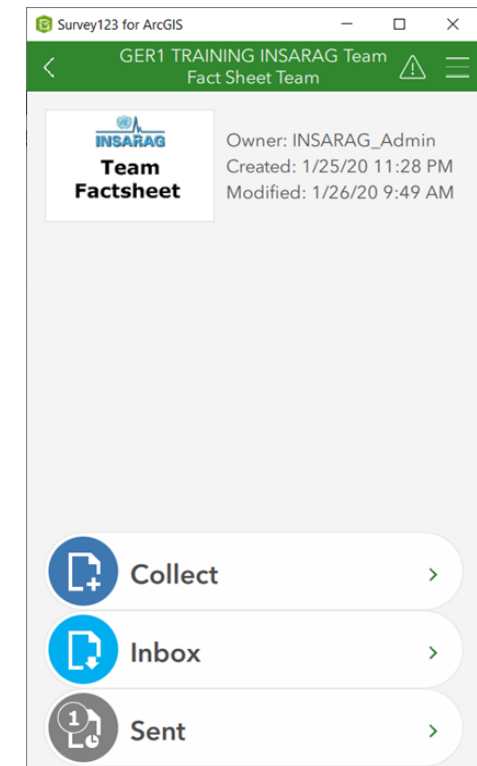 Survey123 for ArcGIS
GER1 TRAINING INSARAG Team
Fact Sheet Team
INSARAG
Team
Factsheet
Owner: INSARAG_Admin
Created: 1/25/20 11:28 PM
Modified: 1/26/20 9:49 AM
Collect
Inbox
1
Sent